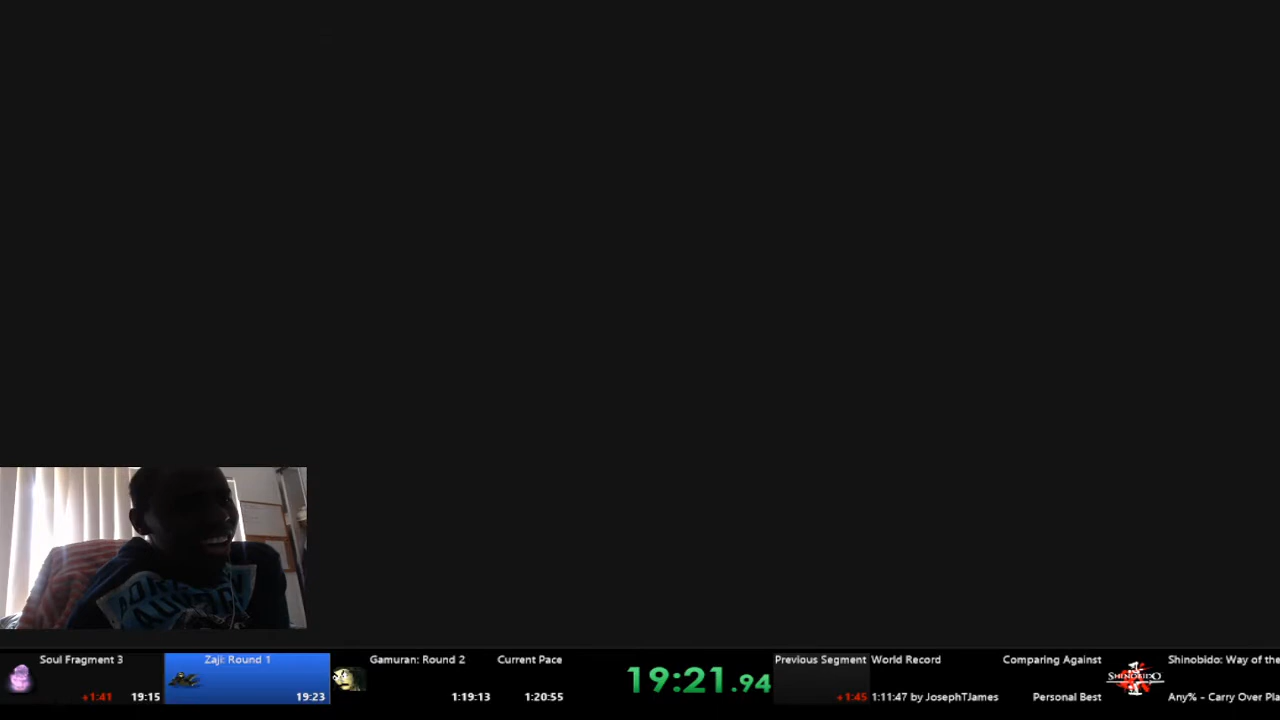 Soul Fragment 3
+1:41 19:15
Zaji: Round 1
19:23
Gamuran: Round 2
1:19:13
Current Pace
1:20:55
19:21.94
Previous Segment
+1:45
World Record
1:11:47 by JosephTJames
Comparing Against
Personal Best
SHINOBIDO
Shinobido: Way of the
Any% - Carry Over Pla